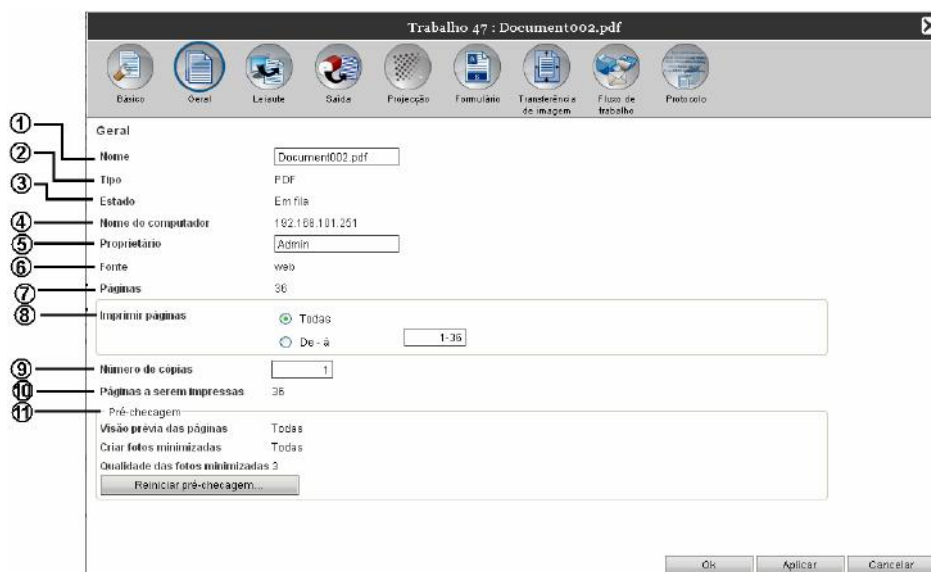 Trabalho 47 : Document002.pdf
Básico Geral Leiaute Saída Projecção Formulário Transferência de imagem Fluxo de trabalho Protocolo
Geral
1 Nome Document002.pdf
2 Tipo PDF
3 Estado Em fila
4 Nome do computador 192.168.101.251
5 Proprietário Admin
6 Fonte web
7 Páginas 36
8 Imprimir páginas Todas
De - à 1-36
9 Número de cópias 1
10 Páginas a serem impressas 36
11 Pré-checagem
Visão prévia das páginas Todas
Criar fotos minimizadas Todas
Qualidade das fotos minimizadas 3
Reiniciar pré-checagem...
Ok Aplicar Cancelar